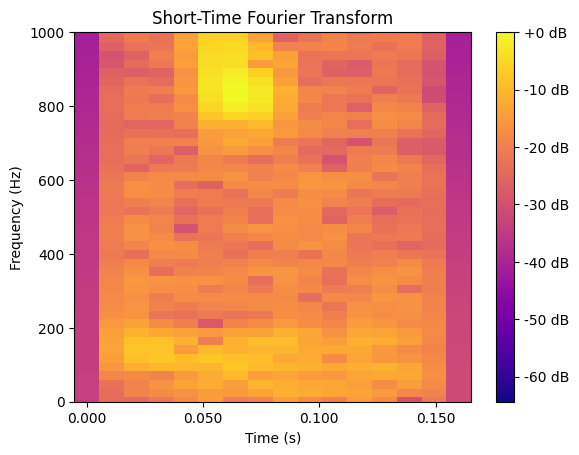 Short-Time Fourier Transform
1000
800
600
400
200
0
Frequency (Hz)
0.000
0.050
0.100
0.150
Time (s)
+0 dB
-10 dB
-20 dB
-30 dB
-40 dB
-50 dB
-60 dB